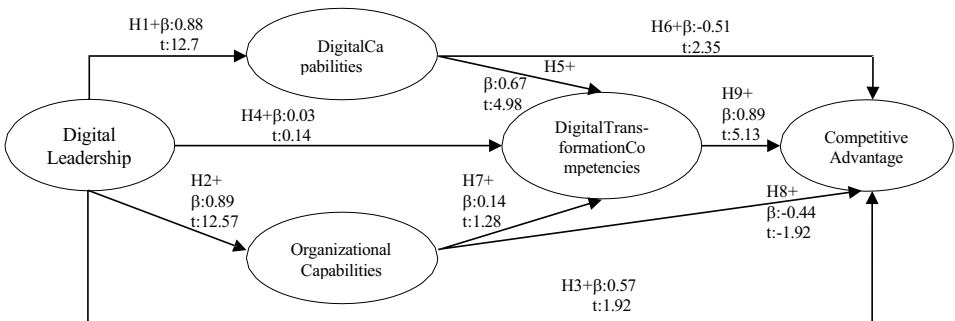 H1+β:0.88
t:12.7
DigitalCa
pabilities
H6+β:-0.51
t:2.35
H5+
β:0.67
t:4.98
H4+β:0.03
t:0.14
Digital
Leadership
DigitalTrans-
formationCo
mpetencies
H9+
β:0.89
t:5.13
Competitive
Advantage
H2+
β:0.89
t:12.57
H7+
β:0.14
t:1.28
H8+
β:-0.44
t:-1.92
Organizational
Capabilities
H3+β:0.57
t:1.92